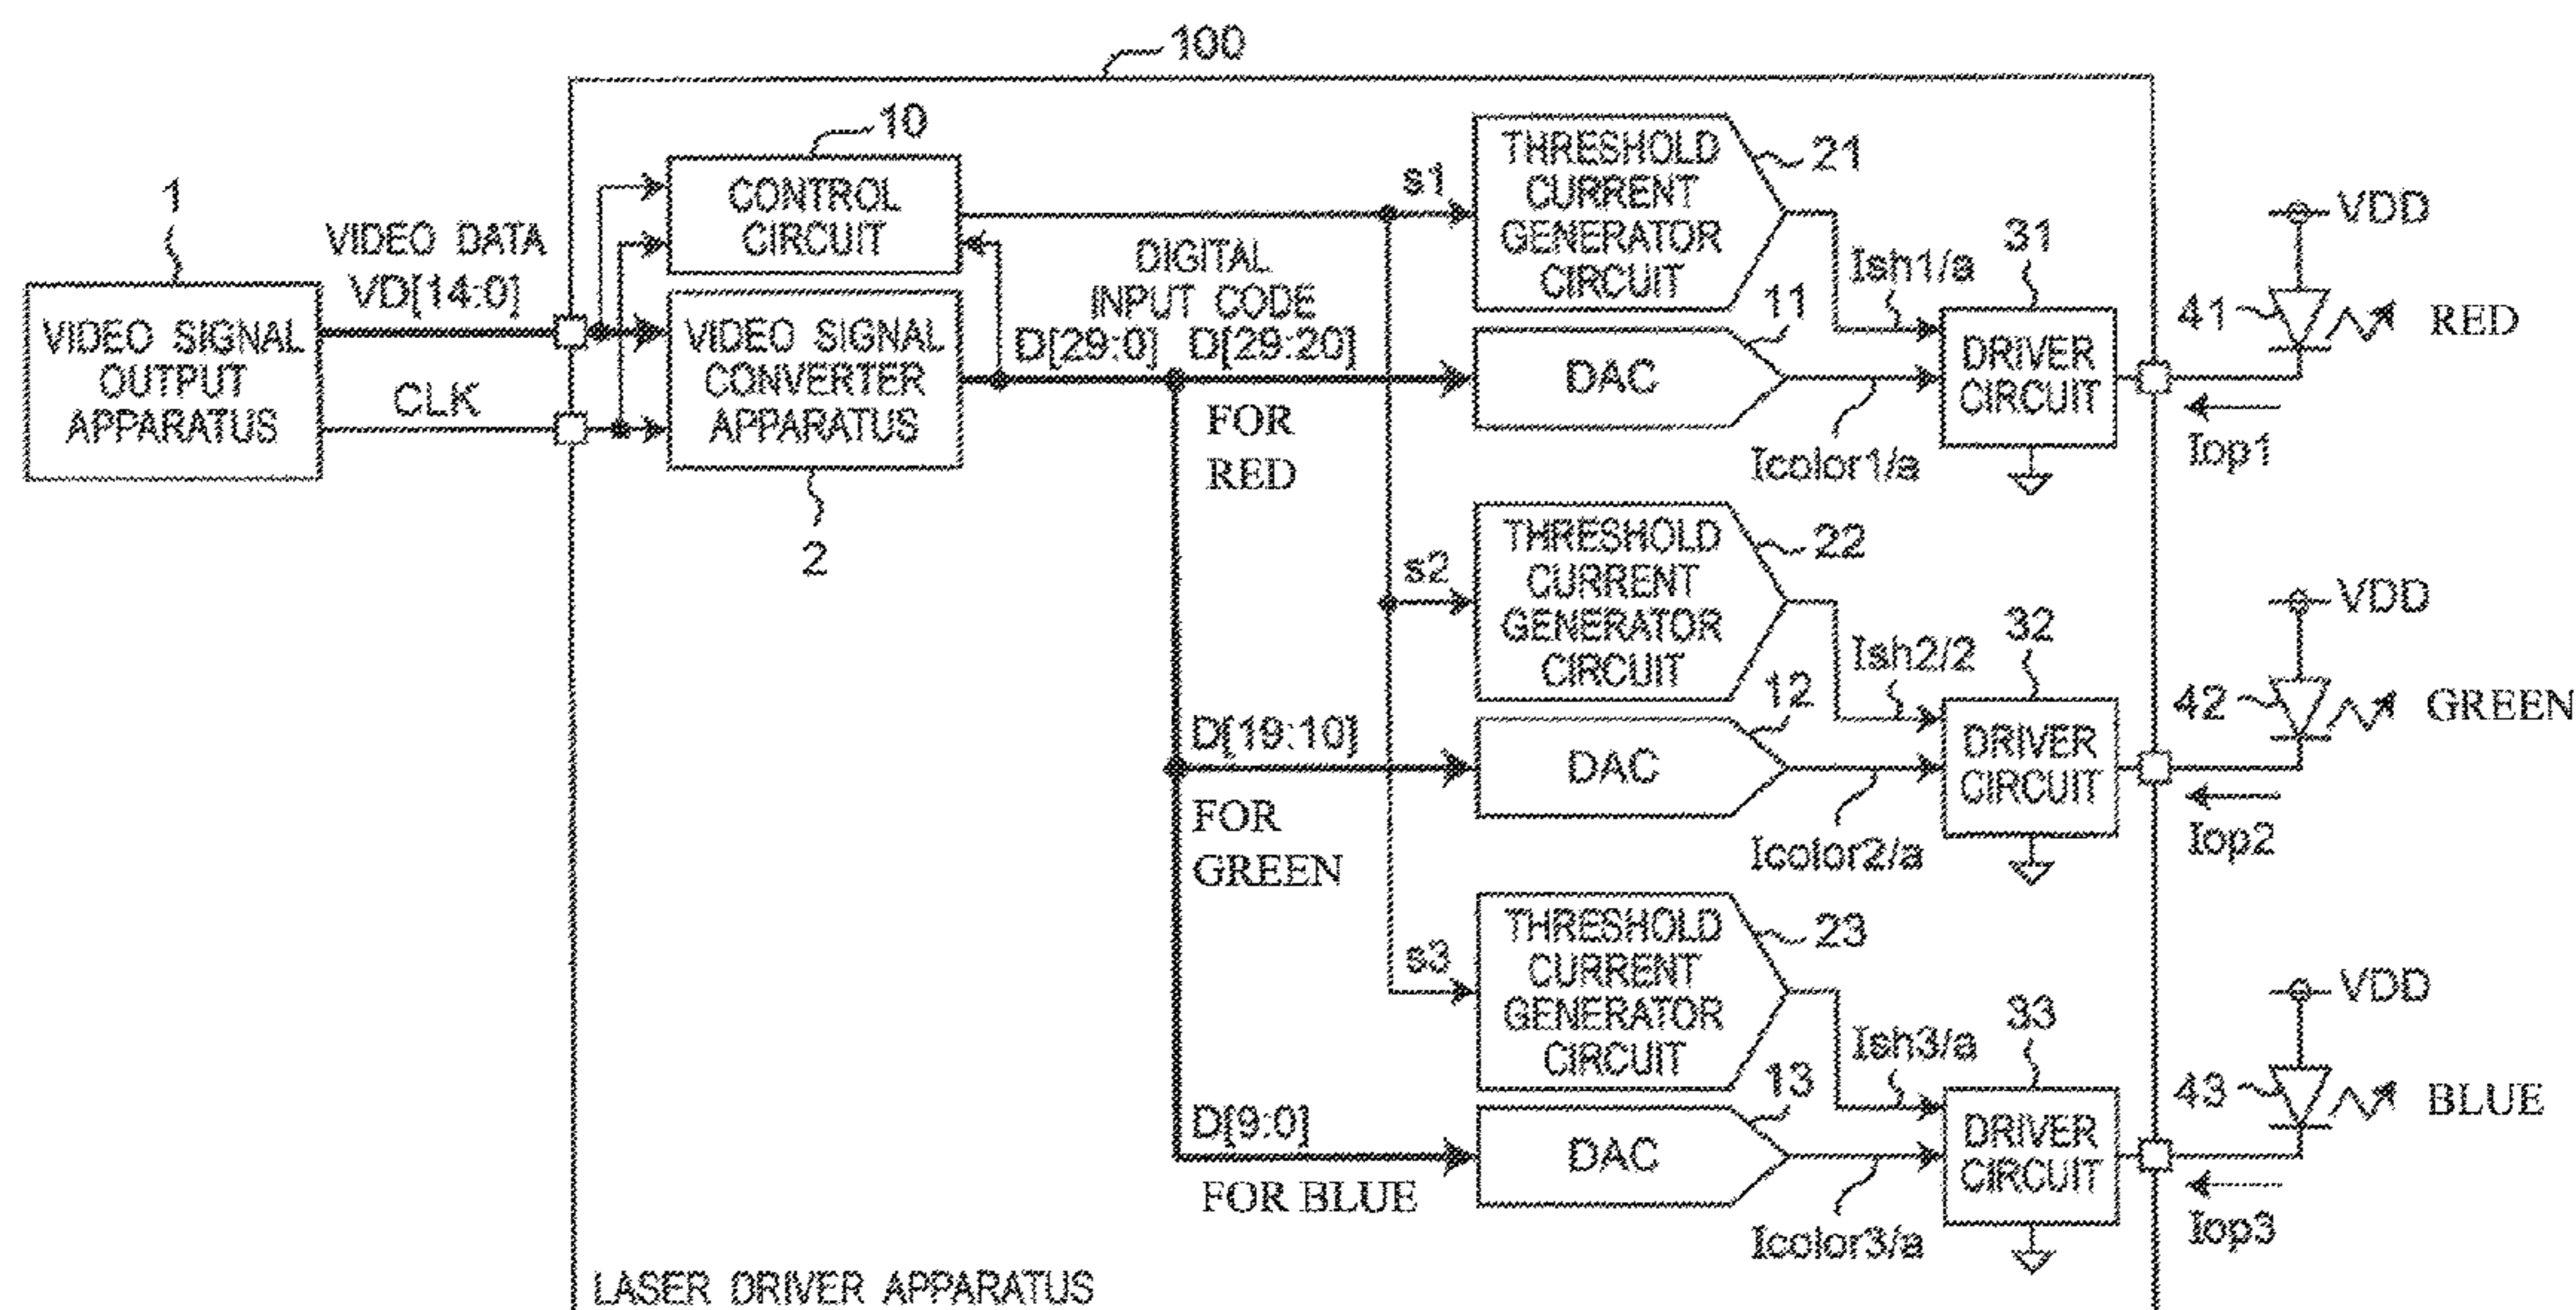 100
10
1
VIDEO DATA
VD[14:0]
VIDEO SIGNAL
OUTPUT
APPARATUS
CLK
CONTROL
CIRCUIT
VIDEO SIGNAL
CONVERTER
APPARATUS
2
DIGITAL
INPUT CODE
D[29:0] D[29:20]
FOR
RED
s1
THRESHOLD
CURRENT
GENERATOR
CIRCUIT
21
11
DAC
Ish1/a
Icolor1/a
31
DRIVER
CIRCUIT
VDD
41
RED
Iop1
s2
THRESHOLD
CURRENT
GENERATOR
CIRCUIT
22
D[19:10]
FOR
GREEN
12
DAC
Ish2/2
Icolor2/a
32
DRIVER
CIRCUIT
VDD
42
GREEN
Iop2
s3
THRESHOLD
CURRENT
GENERATOR
CIRCUIT
23
D[9:0]
FOR BLUE
13
DAC
Ish3/a
Icolor3/a
33
DRIVER
CIRCUIT
VDD
43
BLUE
Iop3
LASER DRIVER APPARATUS